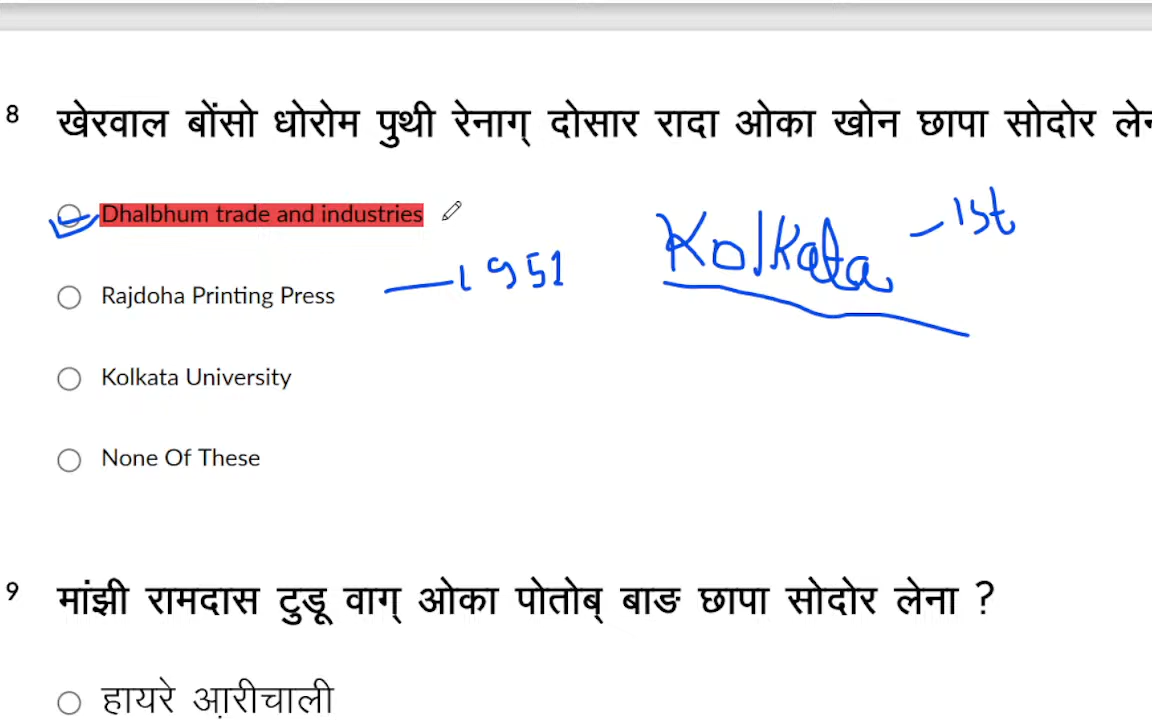 8 खेरवाल बोंसो धोरोम पुथी रेनाग् दोसार रादा ओका खोन छापा सोदोर
Dhalbhum trade and industries
Kolkata - 1st
Rajdoha Printing Press — 1951
Kolkata University
None Of These
9 मांझी रामदास टुडू वाग् ओका पोतोब् बाङ छापा सोदोर लेना ?
हायरे आ़रीचाली